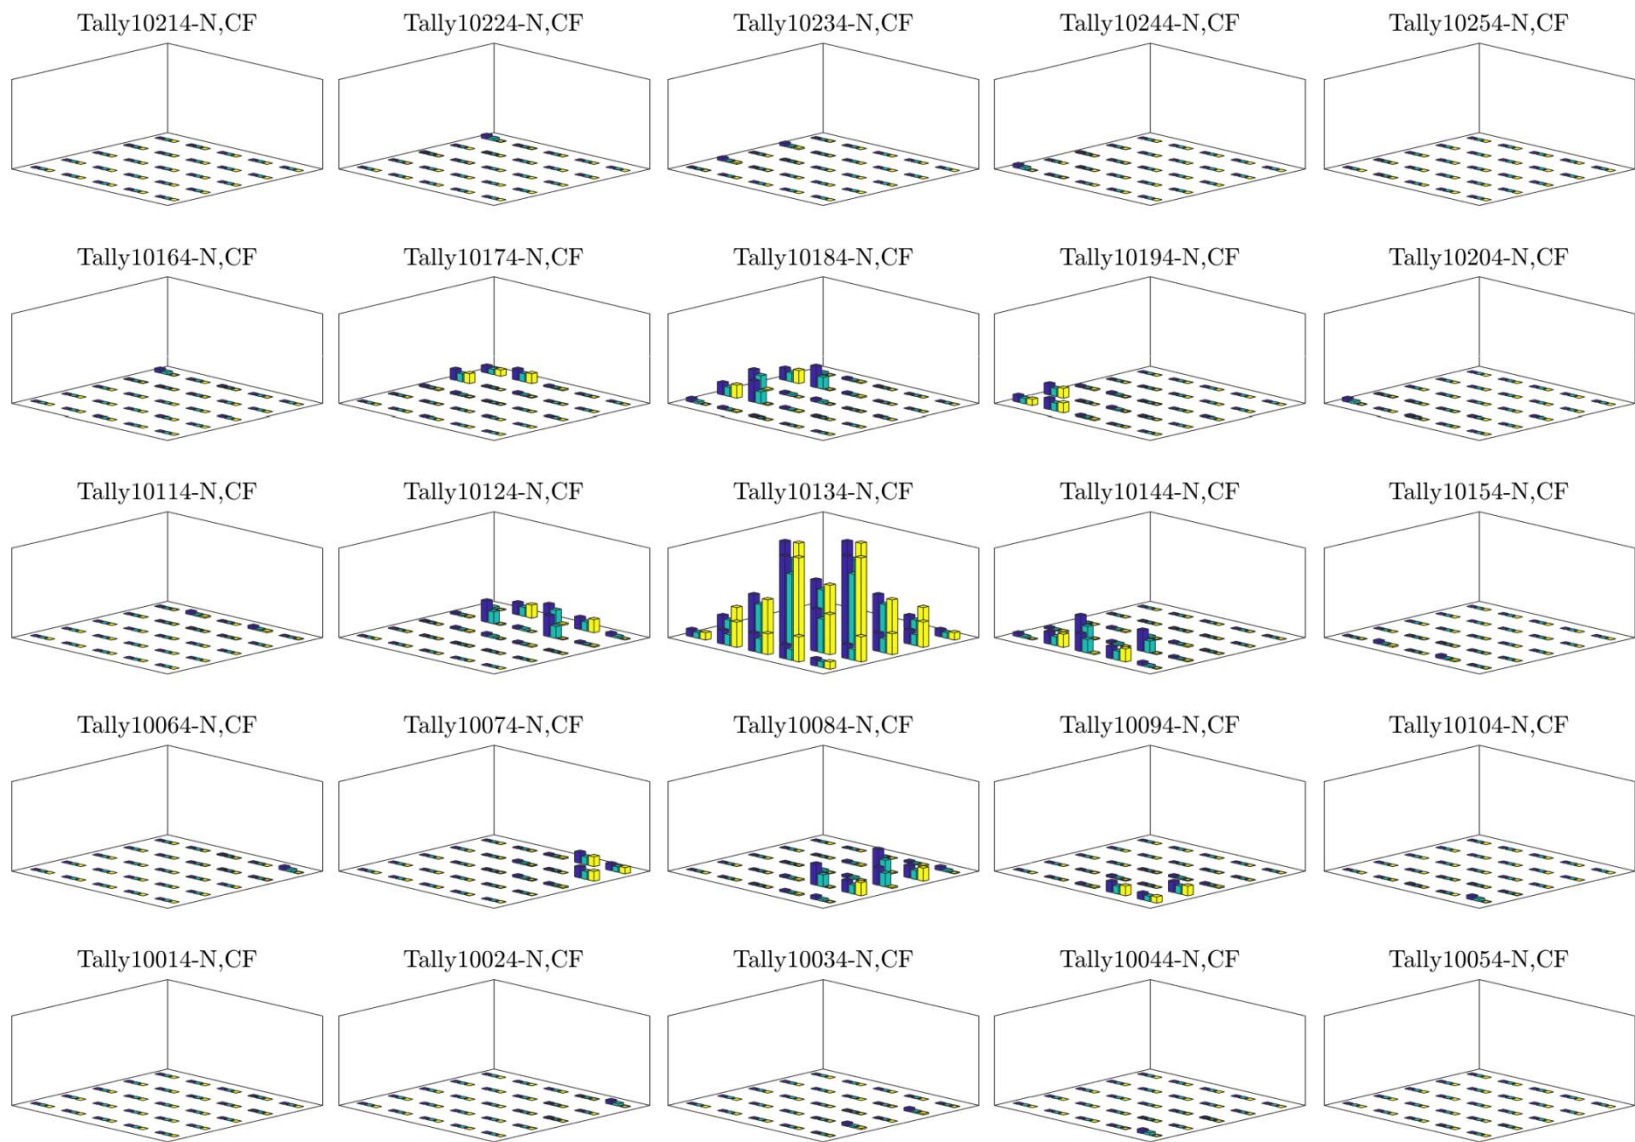 Tally10214-N,CF
Tally10224-N,CF
Tally10234-N,CF
Tally10244-N,CF
Tally10254-N,CF
Tally10164-N,CF
Tally10174-N,CF
Tally10184-N,CF
Tally10194-N,CF
Tally10204-N,CF
Tally10114-N,CF
Tally10124-N,CF
Tally10134-N,CF
Tally10144-N,CF
Tally10154-N,CF
Tally10064-N,CF
Tally10074-N,CF
Tally10084-N,CF
Tally10094-N,CF
Tally10104-N,CF
Tally10014-N,CF
Tally10024-N,CF
Tally10034-N,CF
Tally10044-N,CF
Tally10054-N,CF